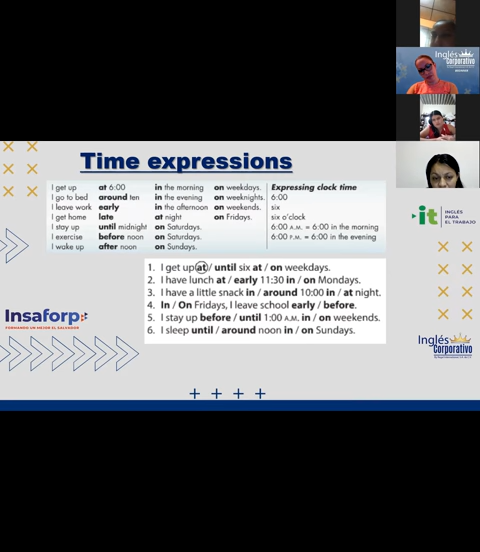 Inglés
Corporativo
Time expressions
I get up at 6:00 in the morning on weekdays. Expressing clock time
I go to bed around ten in the evening on weeknights. 6:00
I leave work early in the afternoon on weekends. six
I get home late at night on Fridays. six o'clock
I stay up until midnight on Saturdays. 6:00 A.M. = 6:00 in the morning
I exercise before noon on Saturdays. 6:00 P.M. = 6:00 in the evening
I wake up after noon on Sundays.
1. I get up at / until six at / on weekdays.
2. I have lunch at / early 11:30 in / on Mondays.
3. I have a little snack in / around 10:00 in / at night.
4. In / On Fridays, I leave school early / before.
5. I stay up before / until 1:00 A.M. in / on weekends.
6. I sleep until / around noon in / on Sundays.
it INGLÉS PARA EL TRABAJO
Insaforp
FORMANDO UN MEJOR EL SALVADOR
Inglés
Corporativo